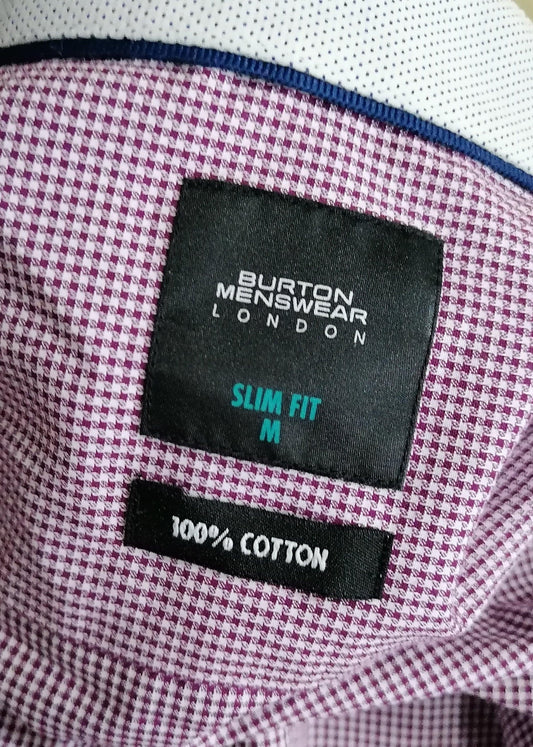 BURTON
MENSWEAR
LONDON
SLIM FIT
M
100% COTTON